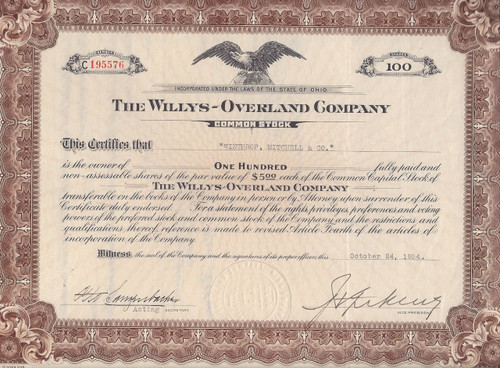 NUMBER
SHARES
C195576
100
INCORPORATED UNDER THE LAWS OF THE STATE OF OHIO
THE WILLYS-OVERLAND COMPANY
COMMON STOCK
This Certifies that "WINTHROP, MITCHELL & CO."
is the owner of ONE HUNDRED fully paid and
non-assessable shares of the par value of $5.00 each of the Common Capital Stock of
THE WILLYS-OVERLAND COMPANY
transferable on the books of the Company in person or by Attorney upon surrender of this
Certificate duly endorsed. For a statement of the rights, privileges, preferences and voting
powers of the preferred stock and common stock of the Company and the restrictions and
qualifications thereof, reference is made to revised Article Fourth of the articles of
incorporation of the Company.
Witness, the seal of the Company and the signatures of its proper officers, this October 24, 1934.
Acting SECRETARY
VICE-PRESIDENT